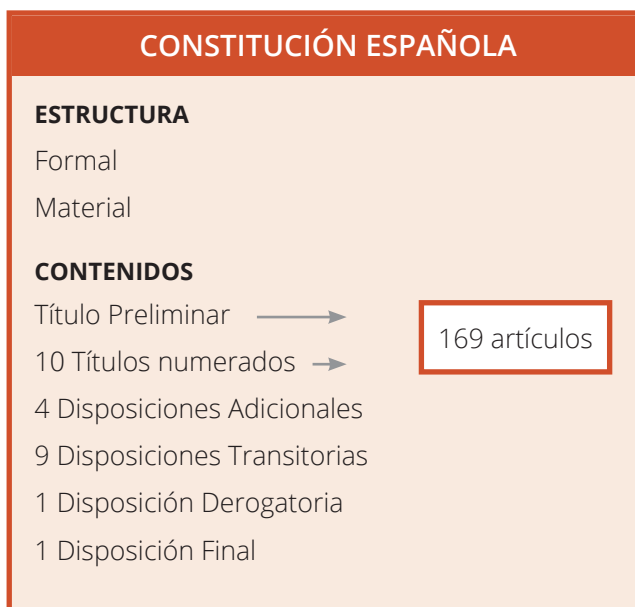 CONSTITUCIÓN ESPAÑOLA
ESTRUCTURA
Formal
Material
CONTENIDOS
Título Preliminar
10 Títulos numerados
169 artículos
4 Disposiciones Adicionales
9 Disposiciones Transitorias
1 Disposición Derogatoria
1 Disposición Final